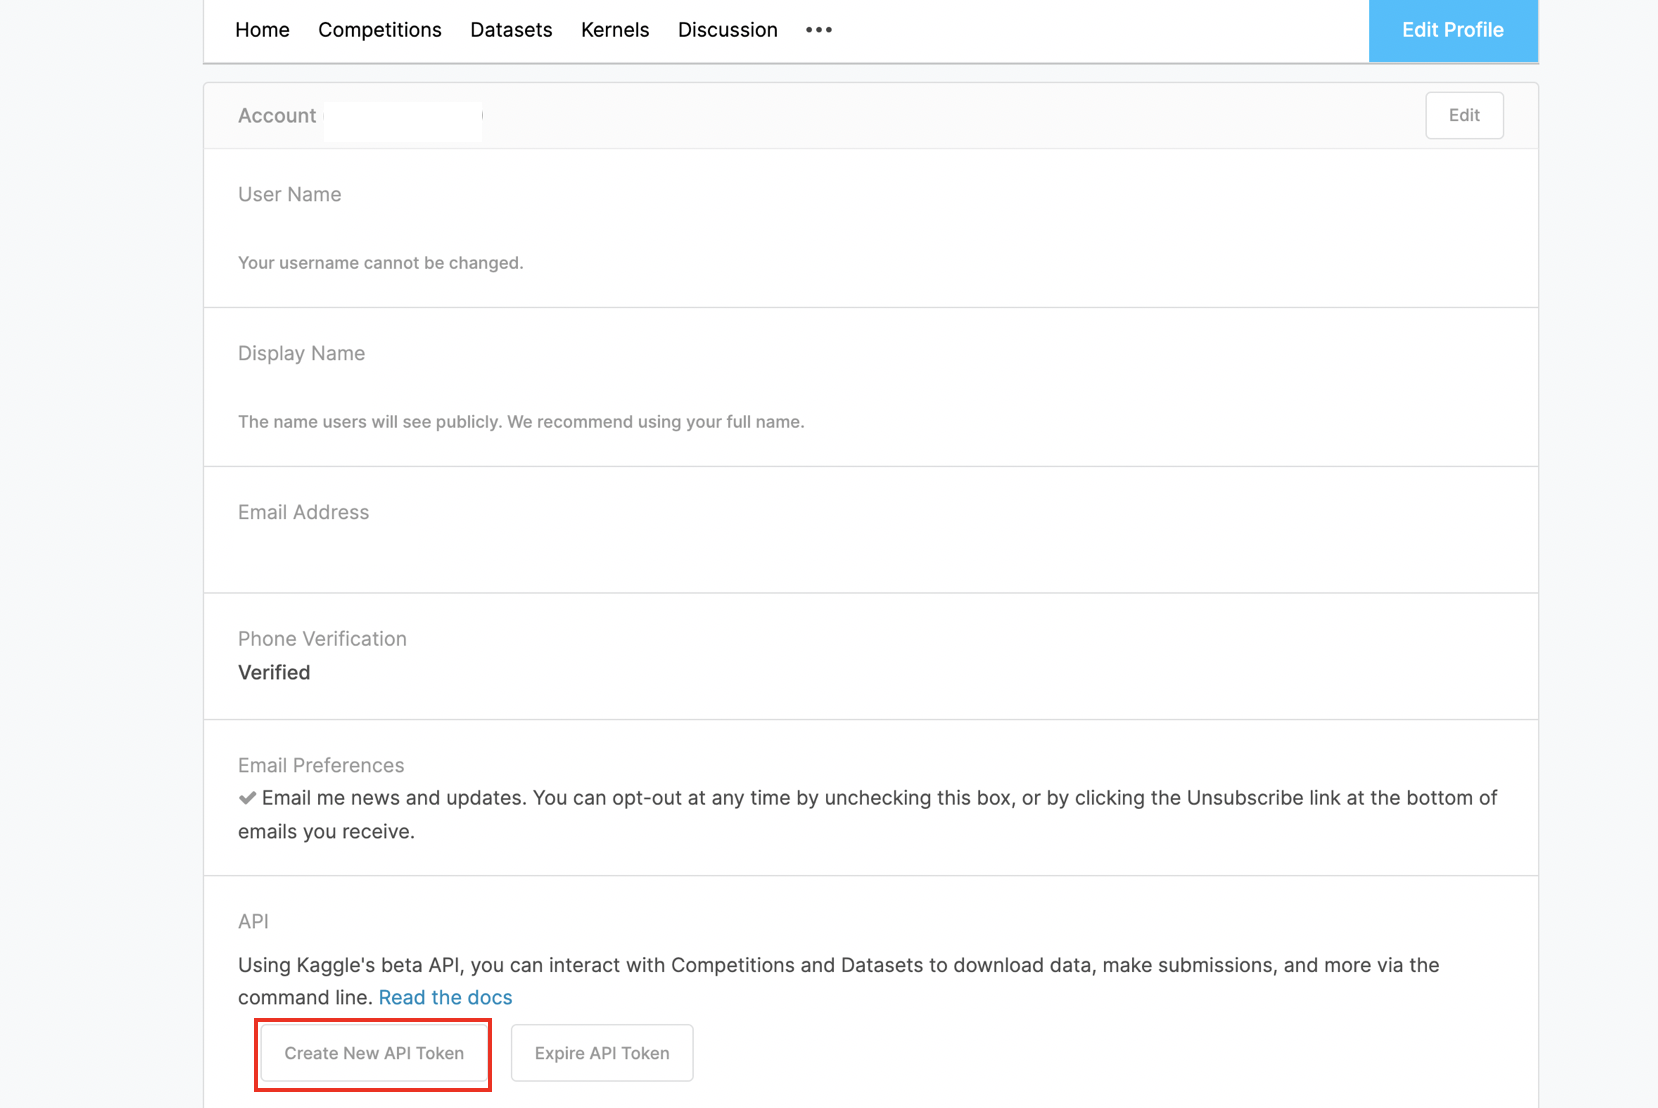 Home Competitions Datasets Kernels Discussion ••• Edit Profile
Account Edit
User Name
Your username cannot be changed.
Display Name
The name users will see publicly. We recommend using your full name.
Email Address
Phone Verification
Verified
Email Preferences
Email me news and updates. You can opt-out at any time by unchecking this box, or by clicking the Unsubscribe link at the bottom of
emails you receive.
API
Using Kaggle's beta API, you can interact with Competitions and Datasets to download data, make submissions, and more via the
command line. Read the docs
Create New API Token Expire API Token